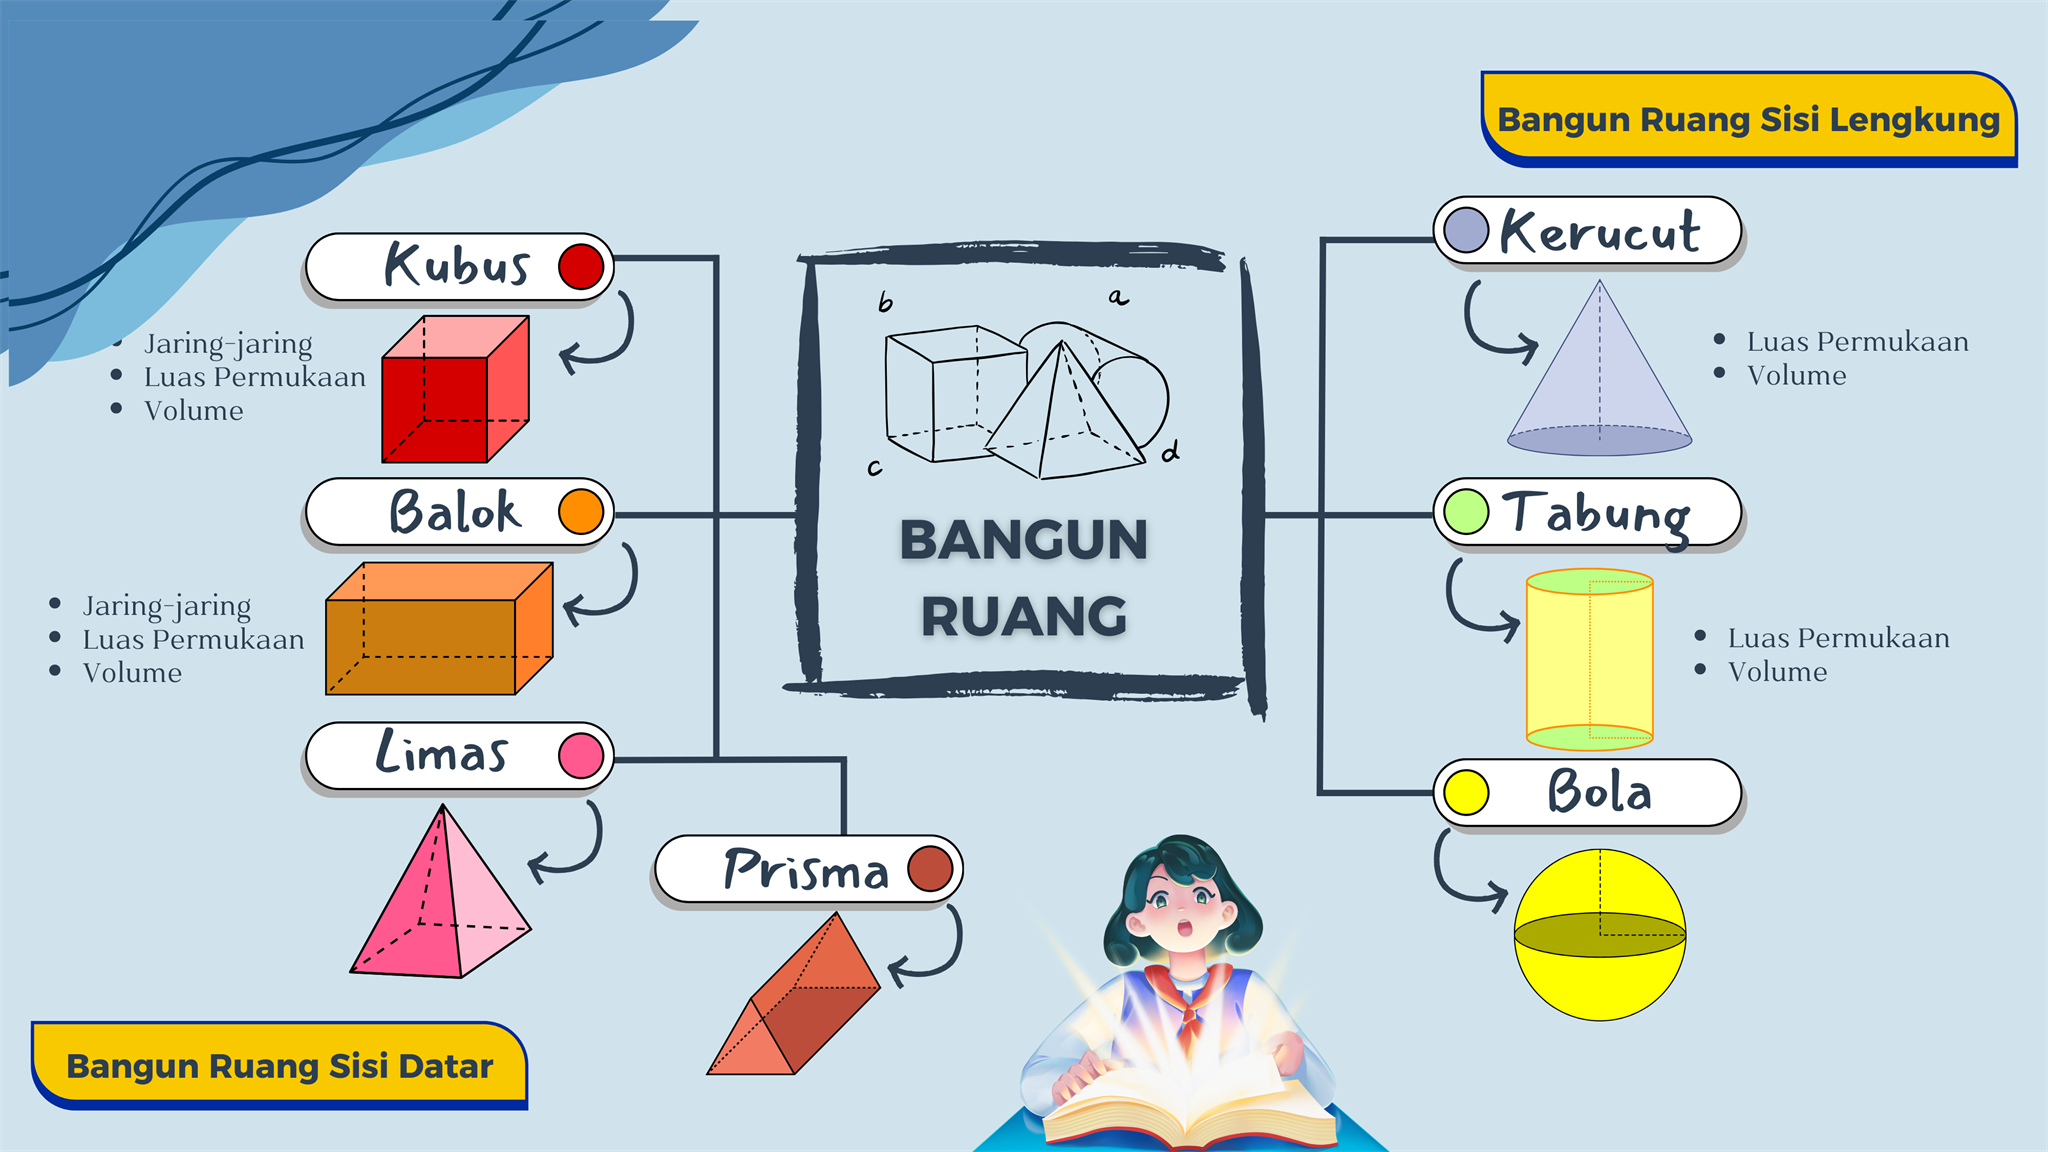 Bangun Ruang Sisi Lengkung
Kubus
Jaring-jaring
Luas Permukaan
Volume
Balok
Jaring-jaring
Luas Permukaan
Volume
Limas
Prisma
Bangun Ruang Sisi Datar
b
a
c
d
BANGUN
RUANG
Kerucut
Luas Permukaan
Volume
Tabung
Luas Permukaan
Volume
Bola